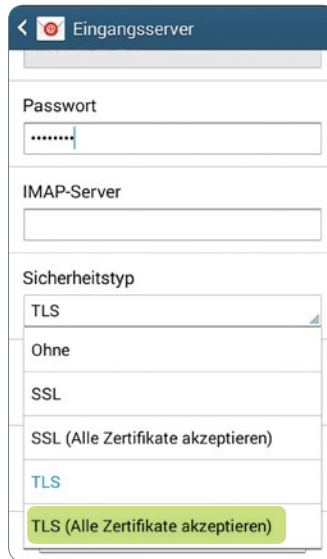 Eingangsserver
Passwort
••••••••
IMAP-Server
Sicherheitstyp
TLS
Ohne
SSL
SSL (Alle Zertifikate akzeptieren)
TLS
TLS (Alle Zertifikate akzeptieren)